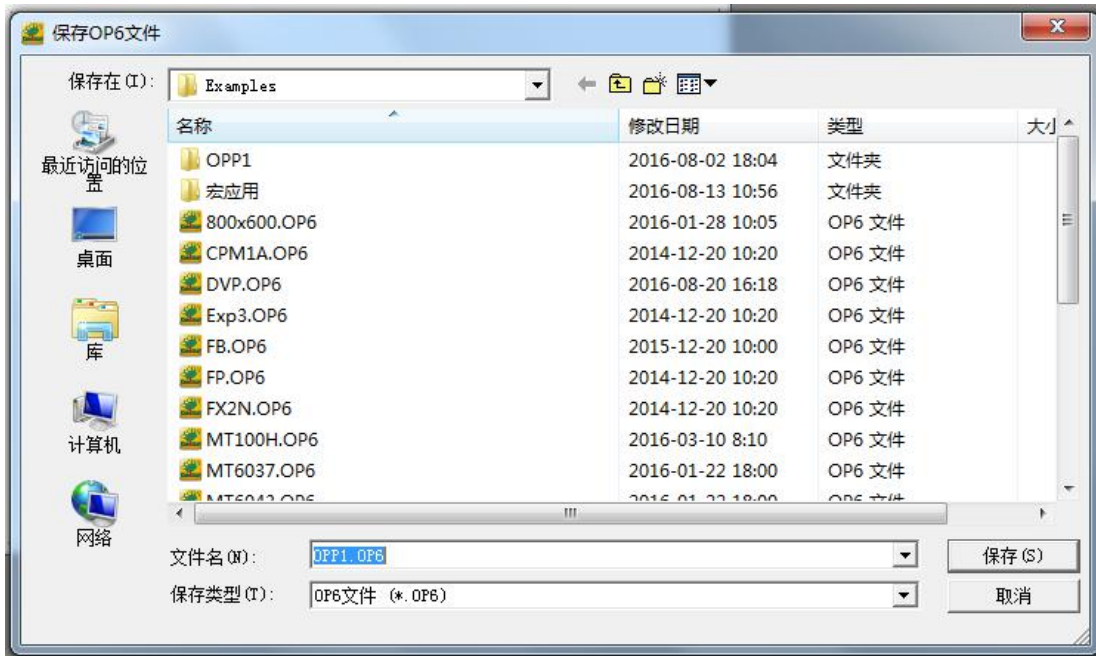 保存OP6文件
保存在(I):
Examples
名称
修改日期
类型
大小
OPP1
2016-08-02 18:04
文件夹
宏应用
2016-08-13 10:56
文件夹
800x600.OP6
2016-01-28 10:05
OP6 文件
CPM1A.OP6
2014-12-20 10:20
OP6 文件
DVP.OP6
2016-08-20 16:18
OP6 文件
Exp3.OP6
2014-12-20 10:20
OP6 文件
FB.OP6
2015-12-20 10:00
OP6 文件
FP.OP6
2014-12-20 10:20
OP6 文件
FX2N.OP6
2014-12-20 10:20
OP6 文件
MT100H.OP6
2016-03-10 8:10
OP6 文件
MT6037.OP6
2016-01-22 18:00
OP6 文件
最近访问的位
置
桌面
库
计算机
网络
文件名(N):
OPP1.OP6
保存(S)
保存类型(T):
OP6文件 (*.OP6)
取消